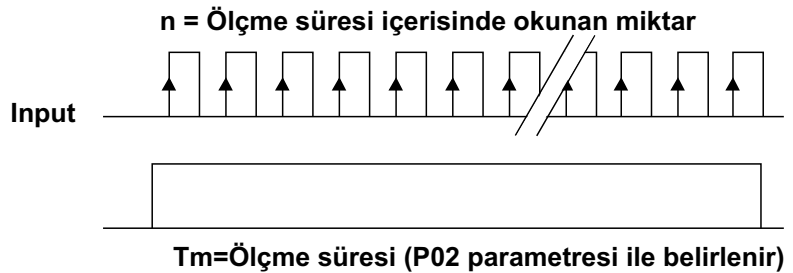 n = Ölçme süresi içerisinde okunan miktar
Input
Tm=Ölçme süresi (P02 parametresi ile belirlenir)